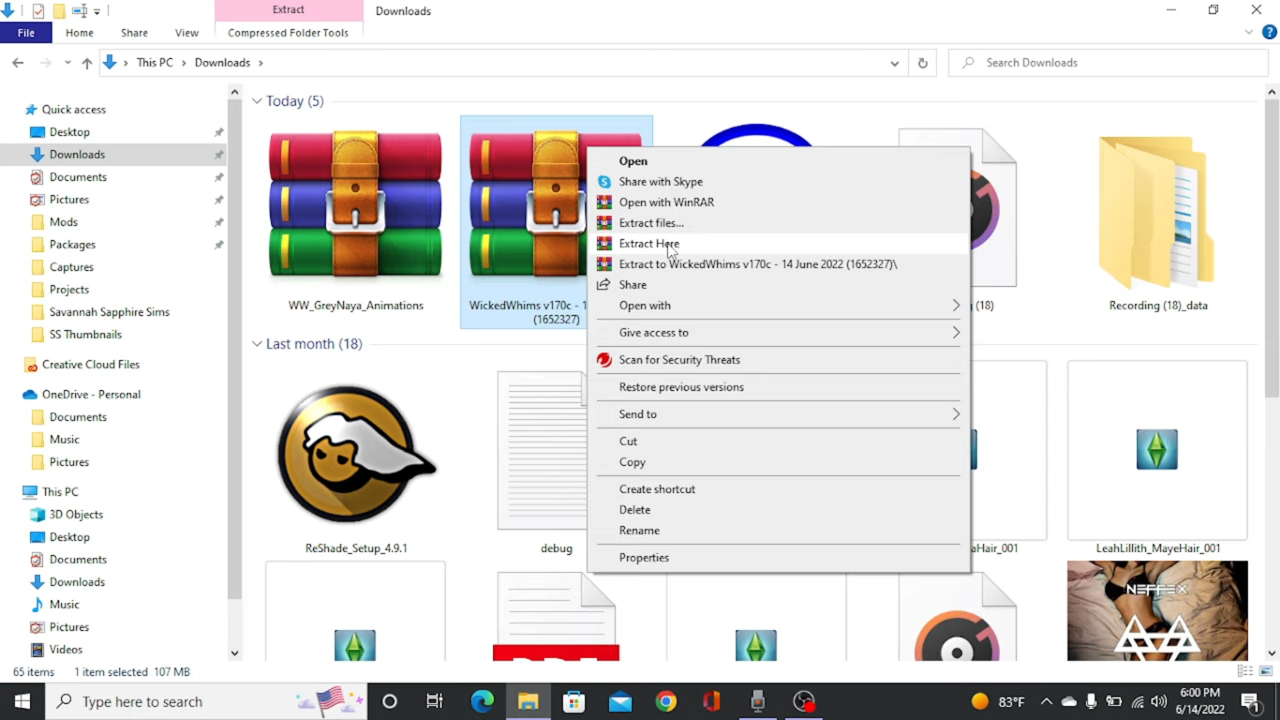 Extract
Downloads
File
Home
Share
View
Compressed Folder Tools
This PC
Downloads
Search Downloads
Quick access
Desktop
Downloads
Documents
Pictures
Mods
Packages
Captures
Projects
Savannah Sapphire Sims
SS Thumbnails
Creative Cloud Files
OneDrive - Personal
Documents
Music
Pictures
This PC
3D Objects
Desktop
Documents
Downloads
Music
Pictures
Videos
Today (5)
WW_GreyNaya_Animations
WickedWhims v170c - 1
(1652327)
(18)
Recording (18)_data
Open
Share with Skype
Open with WinRAR
Extract files...
Extract Here
Extract to WickedWhims v170c - 14 June 2022 (1652327)\
Share
Open with
Give access to
Scan for Security Threats
Restore previous versions
Send to
Cut
Copy
Create shortcut
Delete
Rename
Properties
Last month (18)
ReShade_Setup_4.9.1
debug
aHair_001
LeahLillith_MayeHair_001
NEFFEX
65 items
1 item selected 107 MB
Type here to search
83°F
6:00 PM
6/14/2022
1